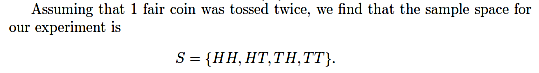 Assuming that 1 fair coin was tossed twice, we find that the sample space for
our experiment is
S = {HH, HT, TH, TT}.